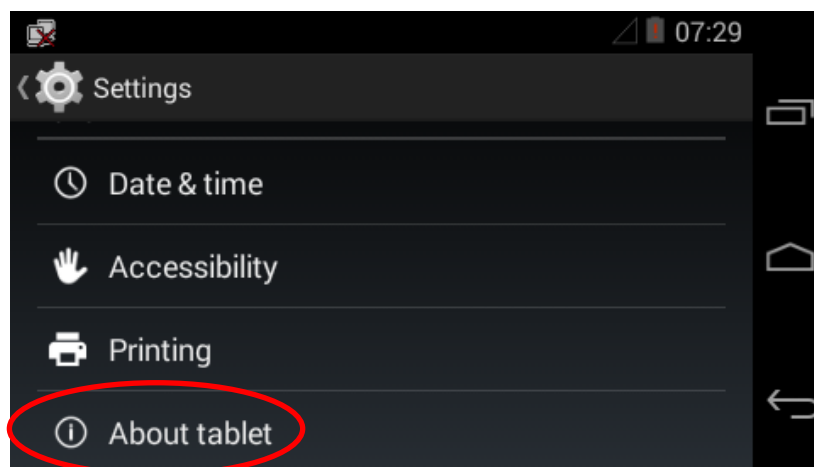 07:29
Settings
Date & time
Accessibility
Printing
About tablet